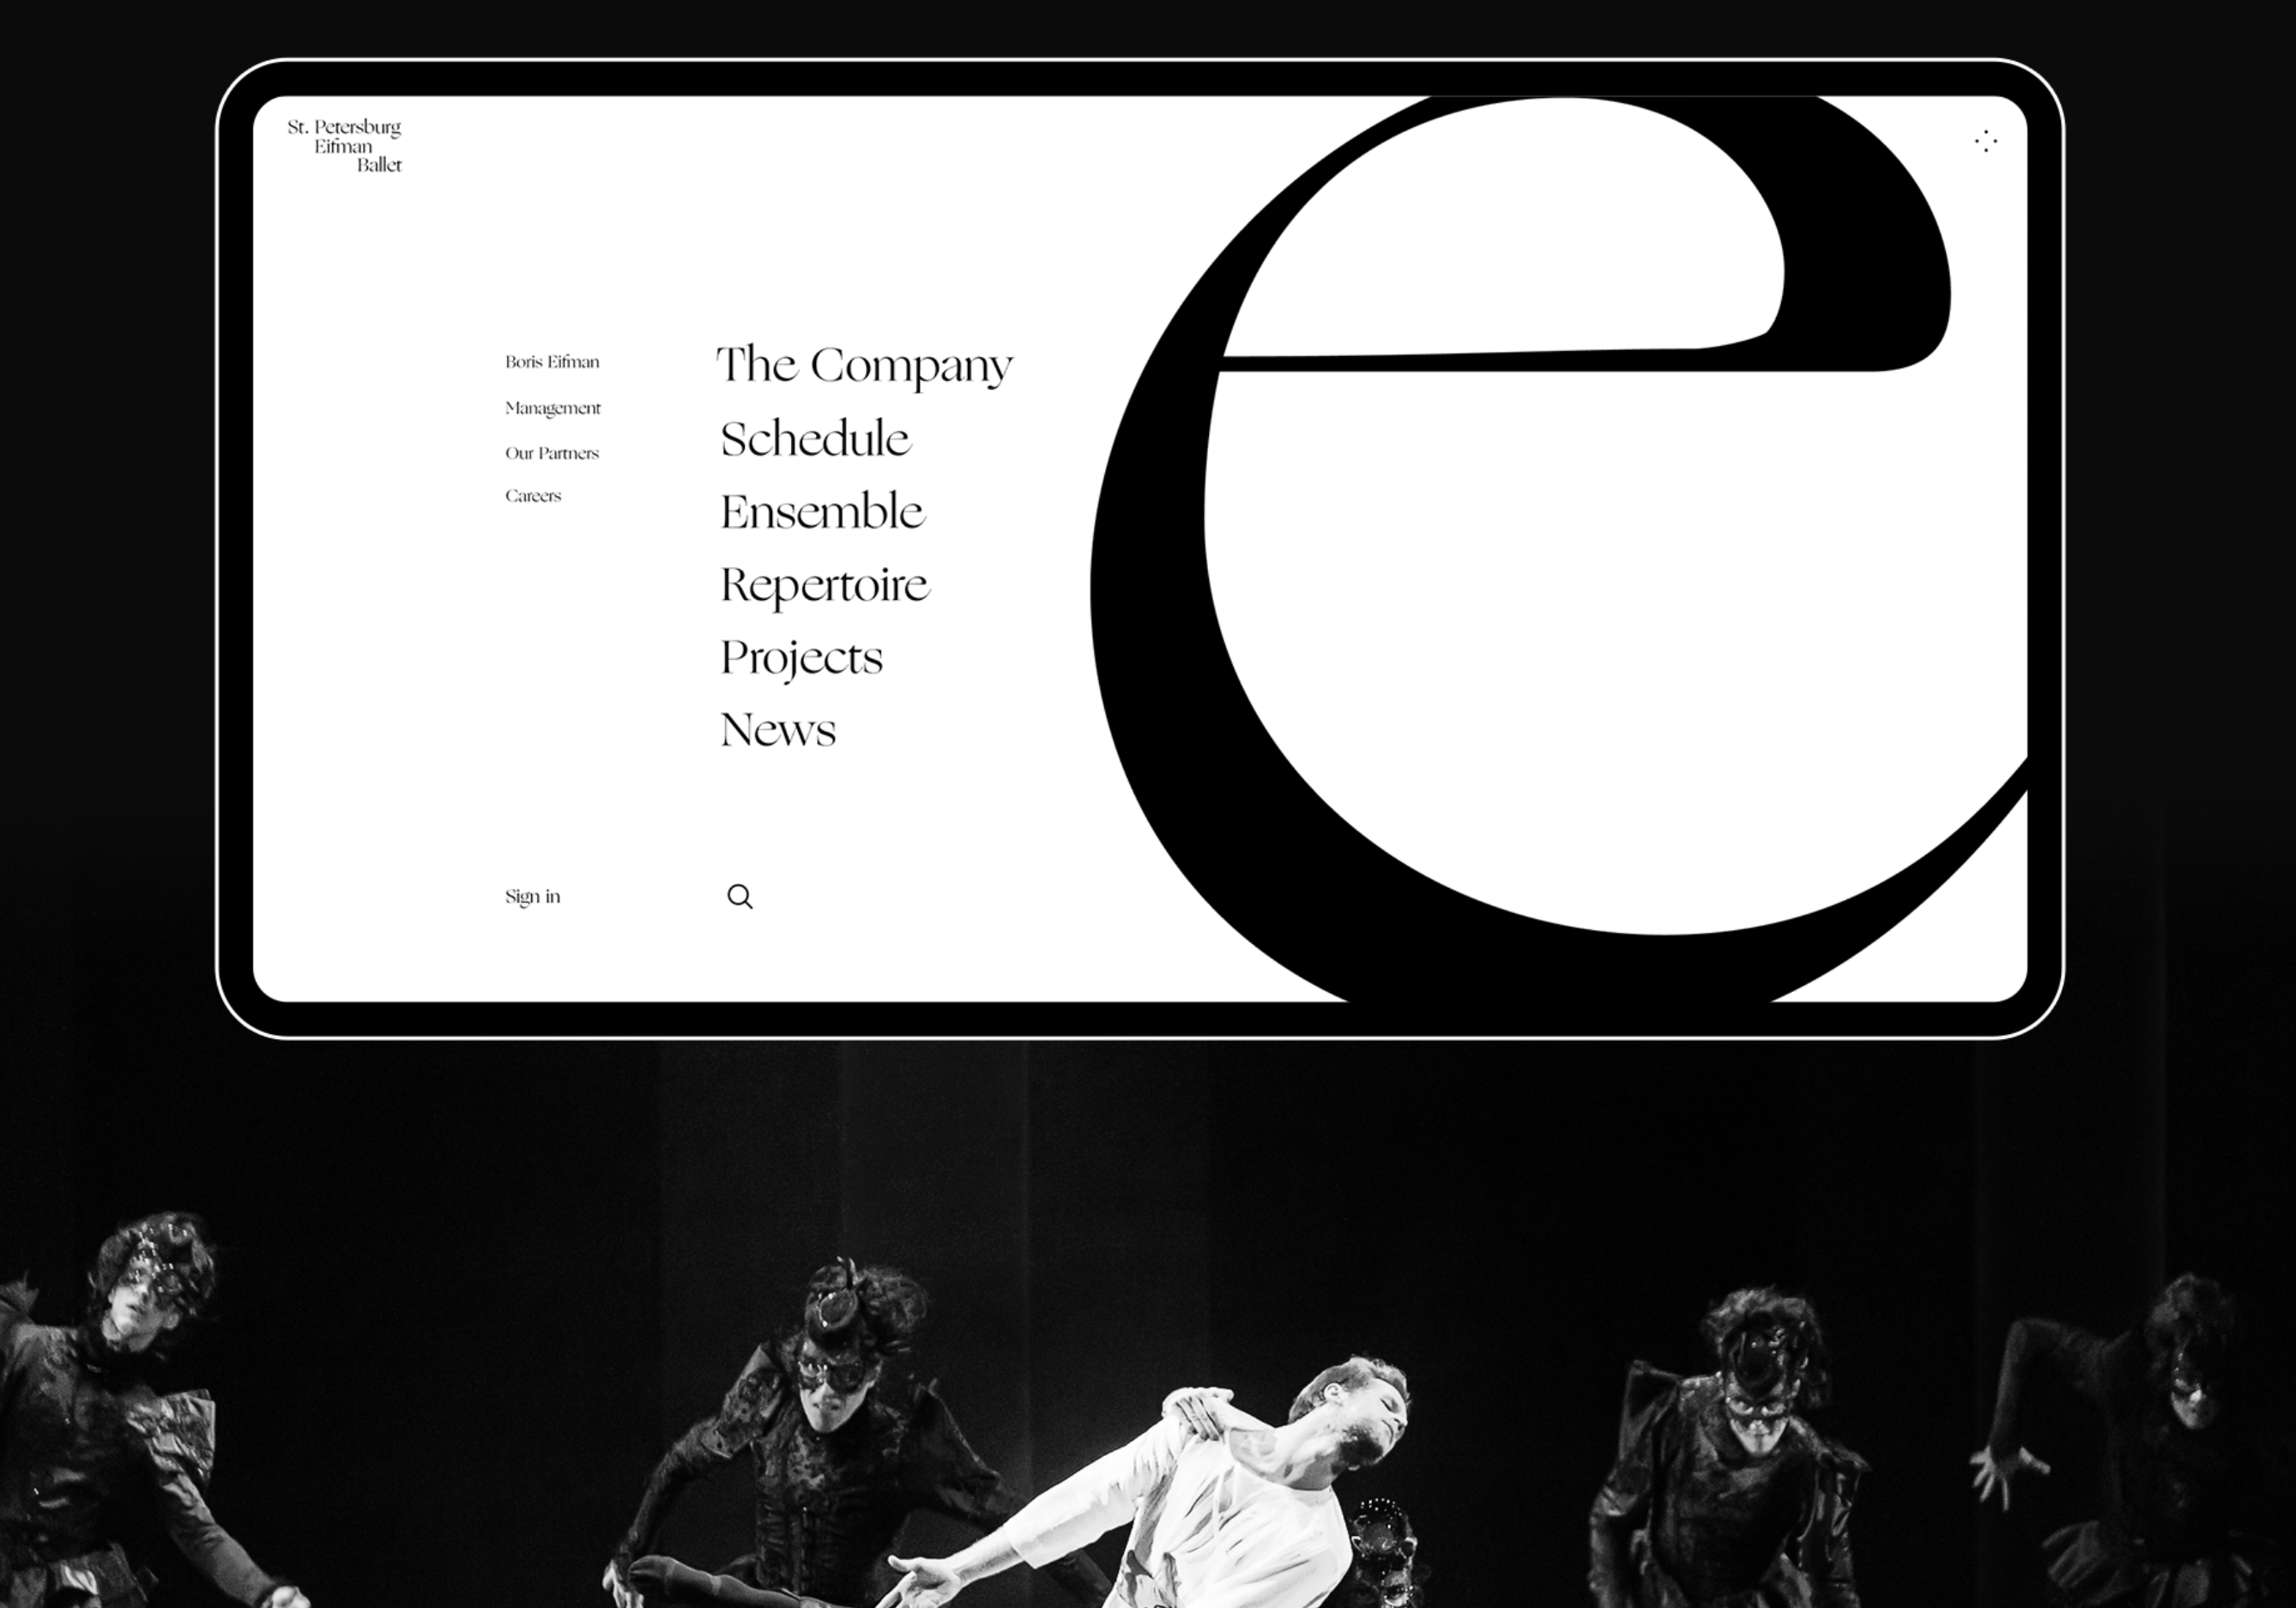 St. Petersburg
Eifman
Ballet
Boris Eifman
Management
Our Partners
Careers
The Company
Schedule
Ensemble
Repertoire
Projects
News
Sign in
e